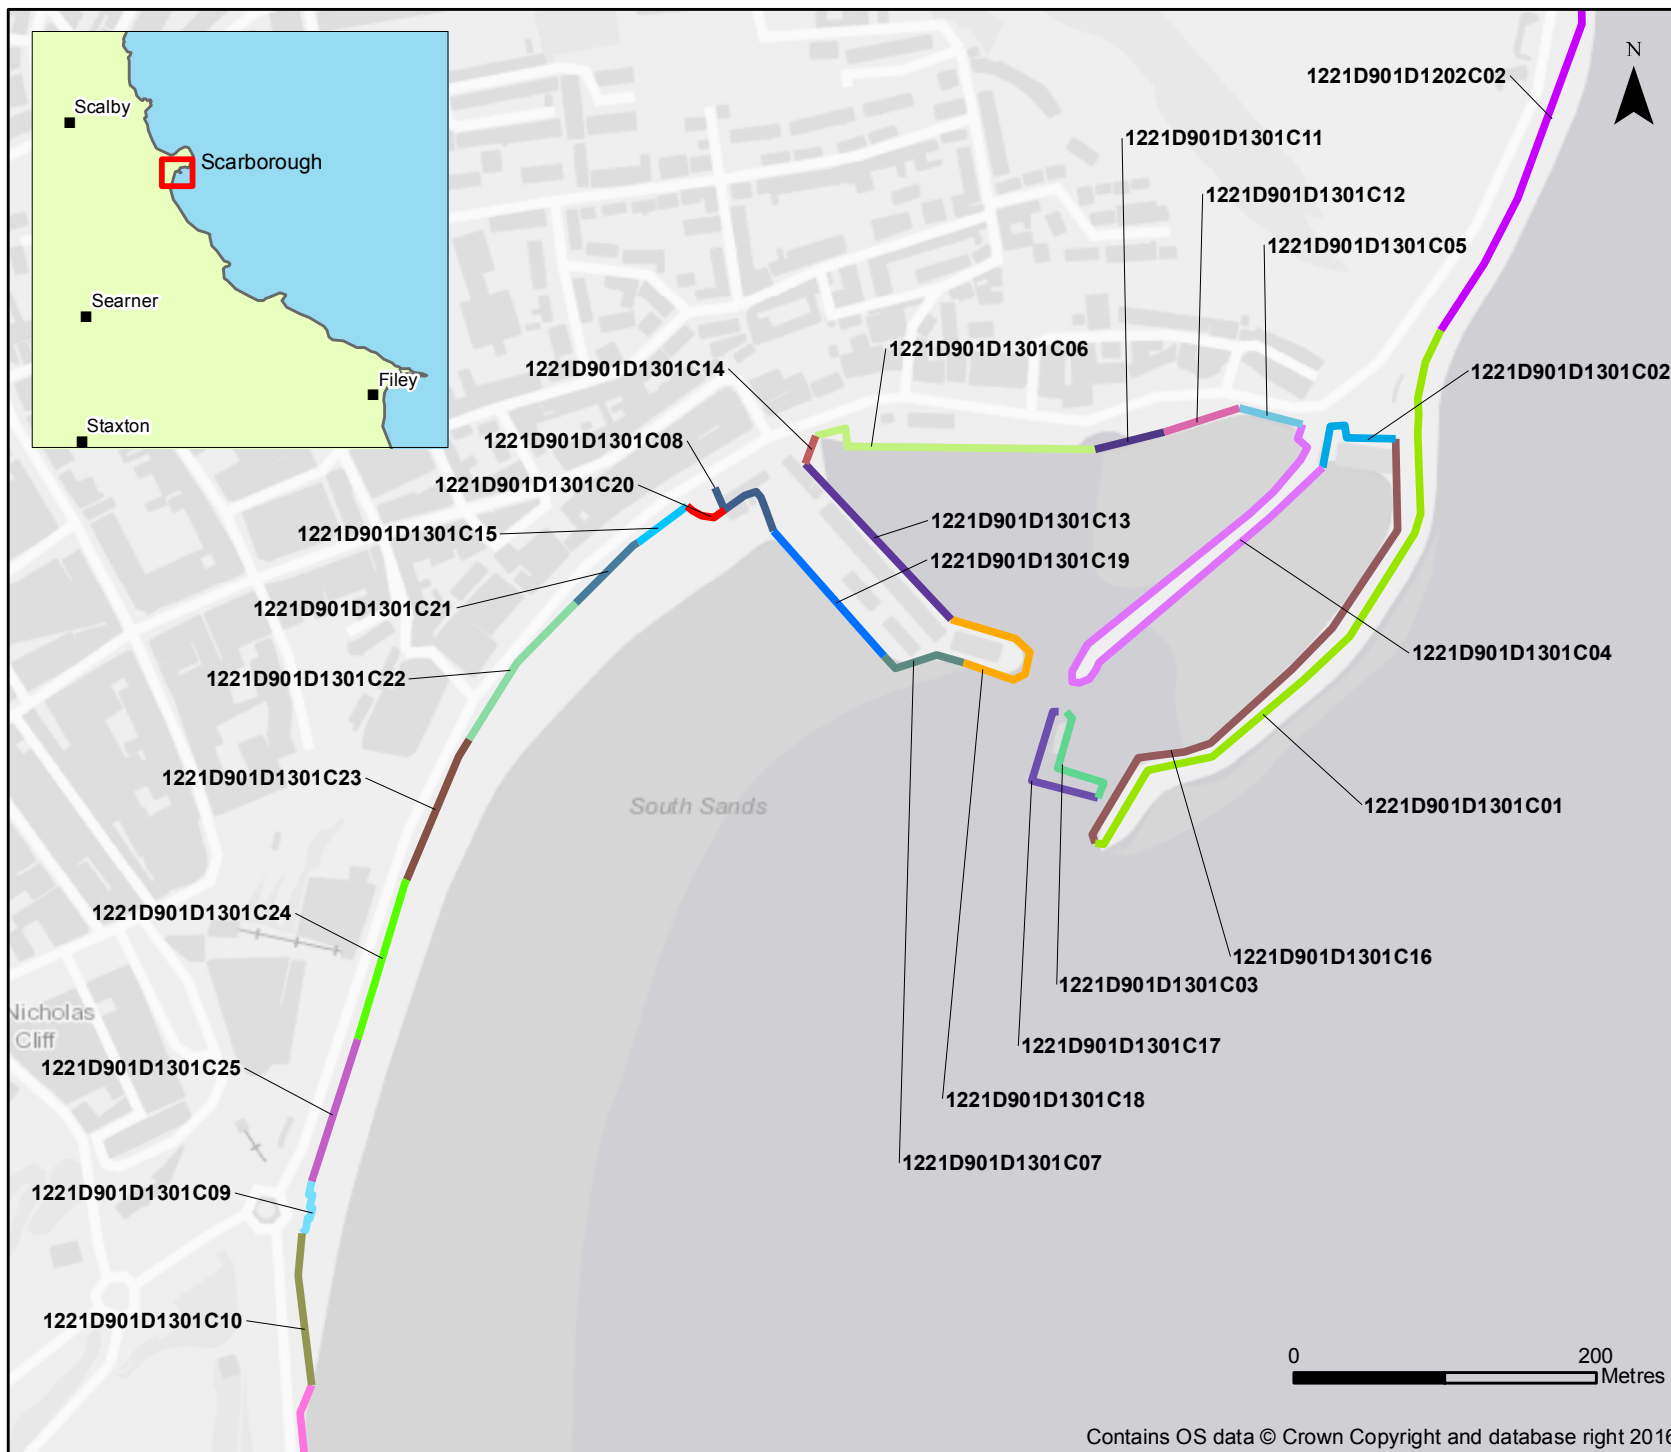 N
1221D901D1202C02
Scalby
1221D901D1301C11
Scarborough
1221D901D1301C12
1221D901D1301C05
Searner
1221D901D1301C06
1221D901D1301C14
1221D901D1301C02
Filey
Staxton
1221D901D1301C08
1221D901D1301C20
1221D901D1301C13
1221D901D1301C15
1221D901D1301C19
1221D901D1301C21
1221D901D1301C04
1221D901D1301C22
1221D901D1301C23
South Sands
1221D901D1301C01
1221D901D1301C24
1221D901D1301C16
1221D901D1301C03
Nicholas
Cliff
1221D901D1301C17
1221D901D1301C25
1221D901D1301C18
1221D901D1301C07
1221D901D1301C09
1221D901D1301C10
0 200
Metres
Contains OS data © Crown Copyright and database right 2016